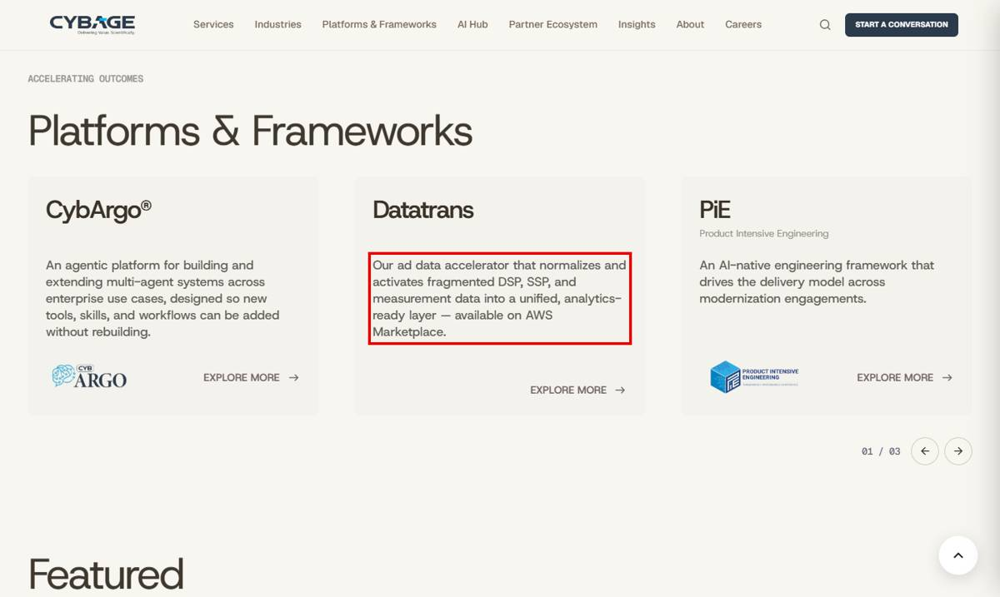 CYBAGE
Delivering Value. Scientifically.
Services
Industries
Platforms & Frameworks
AI Hub
Partner Ecosystem
Insights
About
Careers
START A CONVERSATION
ACCELERATING OUTCOMES
Platforms & Frameworks
CybArgo®
An agentic platform for building and
extending multi-agent systems across
enterprise use cases, designed so new
tools, skills, and workflows can be added
without rebuilding.
CYB
ARGO
EXPLORE MORE →
Datatrans
Our ad data accelerator that normalizes and
activates fragmented DSP, SSP, and
measurement data into a unified, analytics-
ready layer — available on AWS
Marketplace.
EXPLORE MORE →
PiE
Product Intensive Engineering
An AI-native engineering framework that
drives the delivery model across
modernization engagements.
PiE
PRODUCT INTENSIVE
ENGINEERING
EXPLORE MORE →
01 / 03
Featured